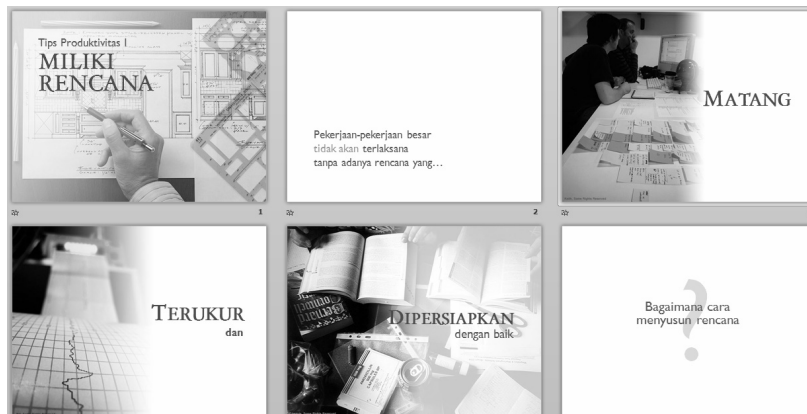 Tips Produktivitas I
MILIKI
RENCANA
1
Pekerjaan-pekerjaan besar
tidak akan terlaksana
tanpa adanya rencana yang…
2
MATANG
TERUKUR
dan
DIPERSIAPKAN
dengan baik
?
Bagaimana cara
menyusun rencana